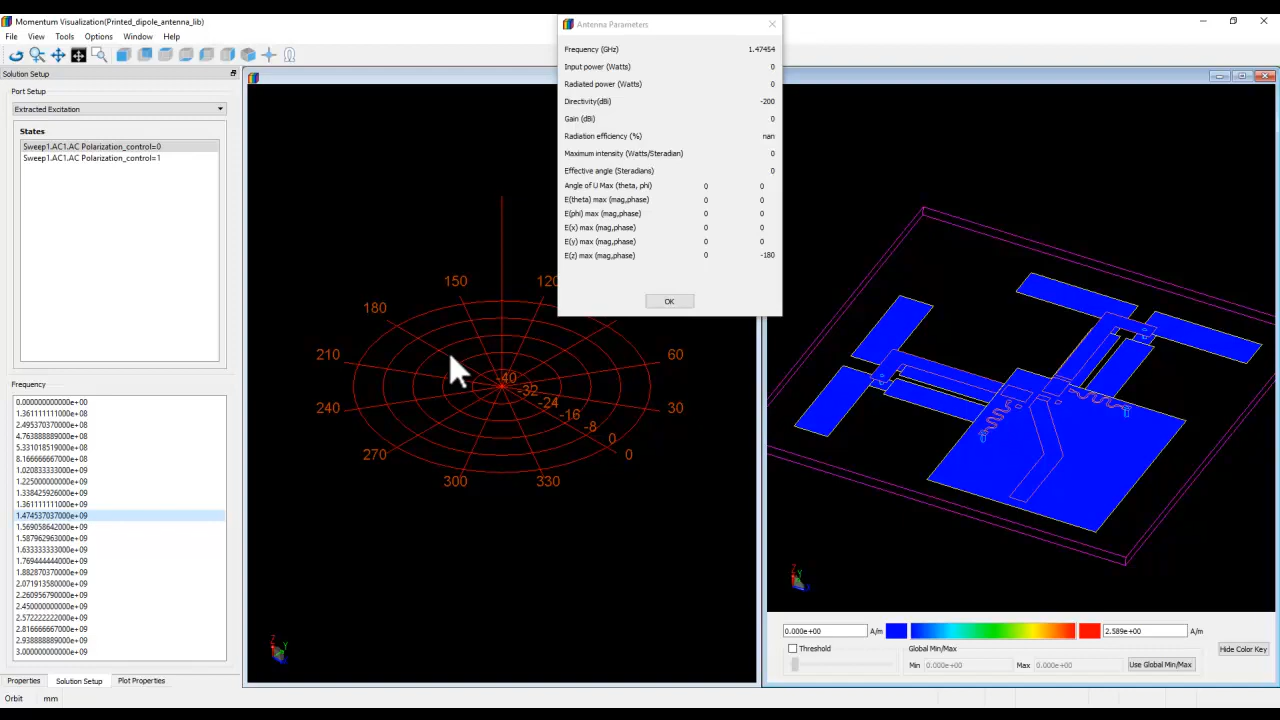 Momentum Visualization(Printed_dipole_antenna_lib)
File View Tools Options Window Help
Solution Setup
Port Setup
Extracted Excitation
States
Sweep1.AC1.AC Polarization_control=0
Sweep1.AC1.AC Polarization_control=1
Frequency
0.000000000000e+00
1.361111111000e+08
2.495370370000e+08
4.763888889000e+08
5.331018519000e+08
8.166666667000e+08
1.020833333000e+09
1.225000000000e+09
1.338425926000e+09
1.361111111000e+09
1.474537037000e+09
1.569058642000e+09
1.587962963000e+09
1.633333333000e+09
1.769444444000e+09
1.882870370000e+09
2.071913580000e+09
2.260956790000e+09
2.450000000000e+09
2.572222222000e+09
2.816666667000e+09
2.938888889000e+09
3.000000000000e+09
Properties Solution Setup Plot Properties
Orbit mm
150
180
210
240
270
300
330
0
30
60
-40
-32
-24
-16
-8
0
Z
Y
Antenna Parameters
Frequency (GHz) 1.47454
Input power (Watts) 0
Radiated power (Watts) 0
Directivity(dBi) -200
Gain (dBi) 0
Radiation efficiency (%) nan
Maximum intensity (Watts/Steradian) 0
Effective angle (Steradians) 0
Angle of U Max (theta, phi) 0 0
E(theta) max (mag,phase) 0 0
E(phi) max (mag,phase) 0 0
E(x) max (mag,phase) 0 0
E(y) max (mag,phase) 0 0
E(z) max (mag,phase) 0 -180
OK
Z
Y
0.000e+00 A/m 2.589e+00 A/m
Threshold
Global Min/Max
Min 0.000e+00 Max 0.000e+00 Use Global Min/Max
Hide Color Key